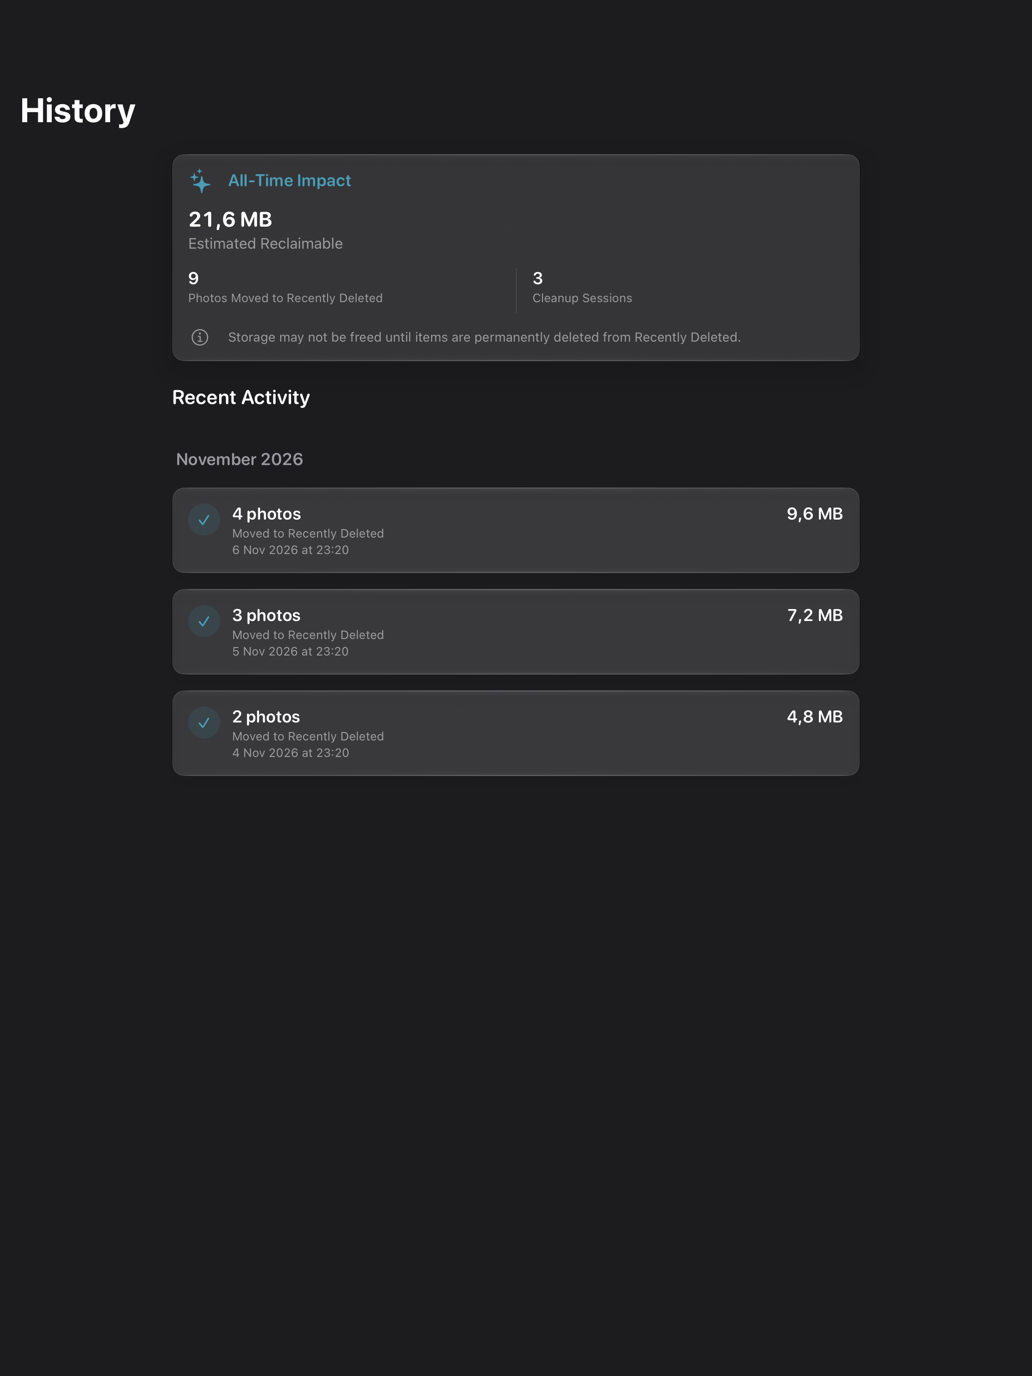 History
All-Time Impact
21,6 MB
Estimated Reclaimable
9
Photos Moved to Recently Deleted
3
Cleanup Sessions
Storage may not be freed until items are permanently deleted from Recently Deleted.
Recent Activity
November 2026
4 photos
9,6 MB
Moved to Recently Deleted
6 Nov 2026 at 23:20
3 photos
7,2 MB
Moved to Recently Deleted
5 Nov 2026 at 23:20
2 photos
4,8 MB
Moved to Recently Deleted
4 Nov 2026 at 23:20